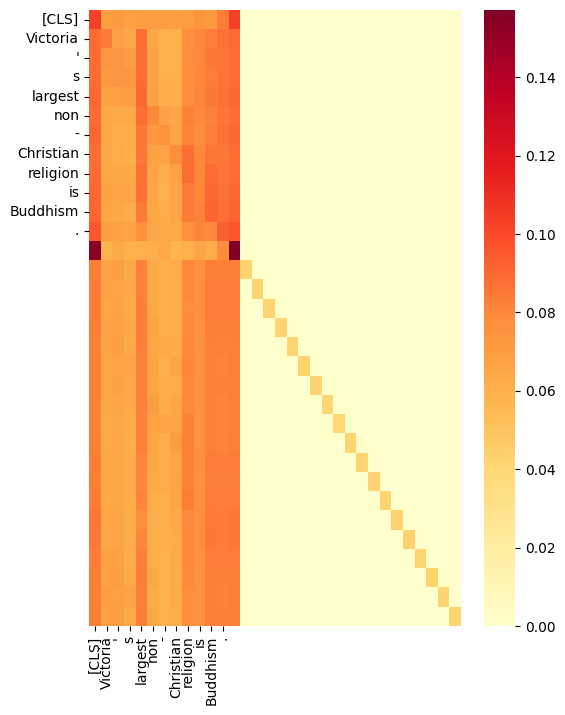 [CLS]
Victoria
'
s
largest
non
-
Christian
religion
is
Buddhism
.
0.14
0.12
0.10
0.08
0.06
0.04
0.02
0.00
[CLS]
Victoria
'
s
largest
non
-
Christian
religion
is
Buddhism
.